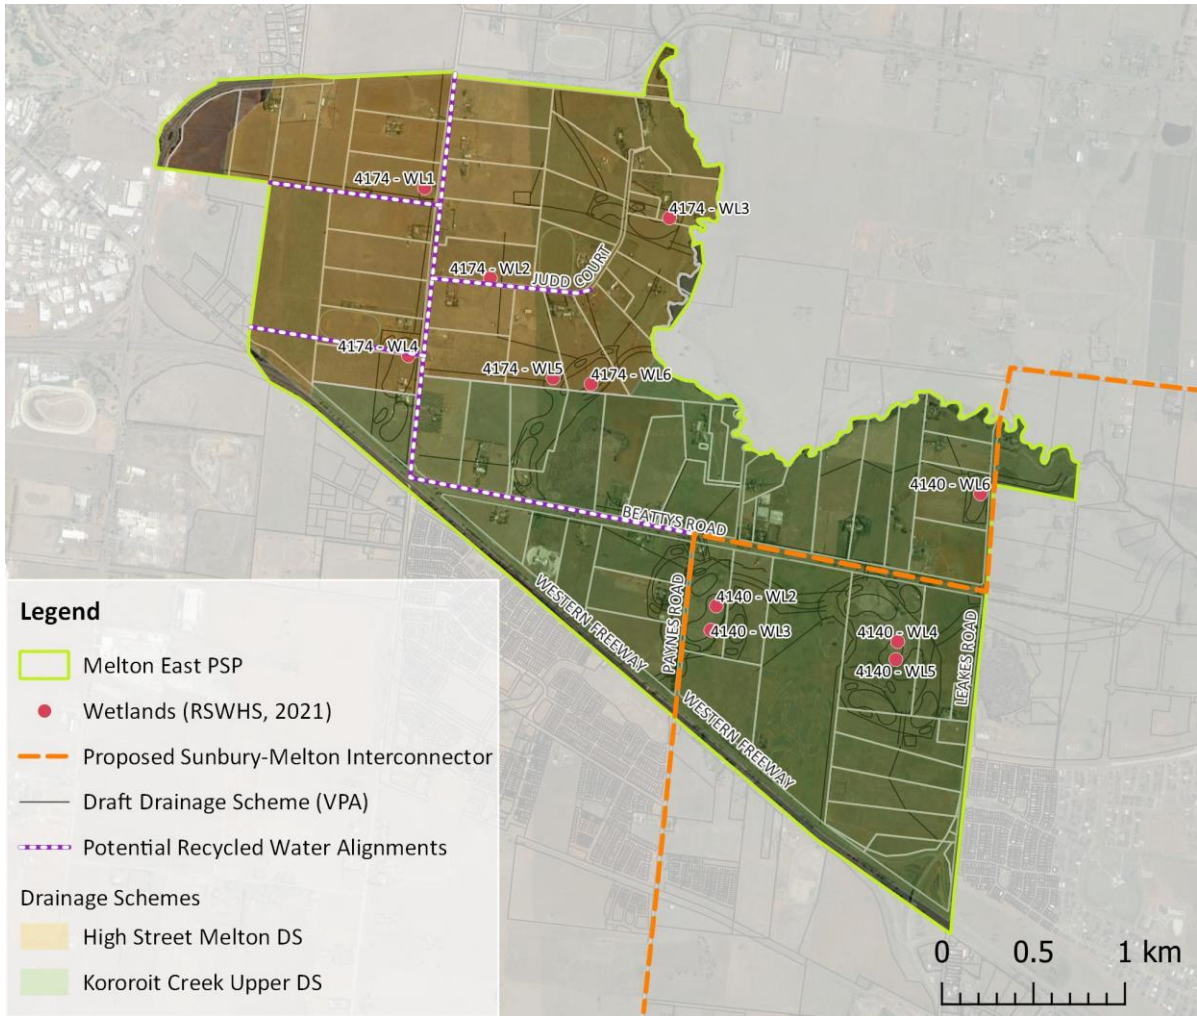 4174 - WL1
4174 - WL3
4174 - WL2
JUDD COURT
4174 - WL4
4174 - WL5
4174 - WL6
4140 - WL6
BEATTYS ROAD
WESTERN FREEWAY
PAYNES ROAD
4140 - WL2
4140 - WL3
4140 - WL4
4140 - WL5
LEAKES ROAD
WESTERN FREEWAY
Legend
Melton East PSP
Wetlands (RSWHS, 2021)
Proposed Sunbury-Melton Interconnector
Draft Drainage Scheme (VPA)
Potential Recycled Water Alignments
Drainage Schemes
High Street Melton DS
Kororoit Creek Upper DS
0 0.5 1 km